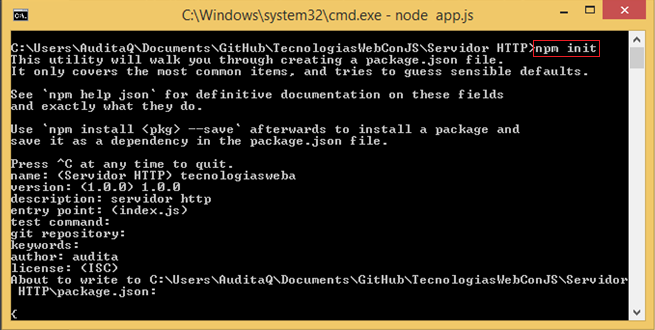 C:\Windows\system32\cmd.exe - node app.js
C:\Users\AuditaQ\Documents\GitHub\TecnologiasWebConJS\Servidor HTTP>npm init
This utility will walk you through creating a package.json file.
It only covers the most common items, and tries to guess sensible defaults.
See `npm help json` for definitive documentation on these fields
and exactly what they do.
Use `npm install <pkg> --save` afterwards to install a package and
save it as a dependency in the package.json file.
Press ^C at any time to quit.
name: (Servidor HTTP) tecnologiasweba
version: (1.0.0) 1.0.0
description: servidor http
entry point: (index.js)
test command:
git repository:
keywords:
author: audita
license: (ISC)
About to write to C:\Users\AuditaQ\Documents\GitHub\TecnologiasWebConJS\Servidor
 HTTP\package.json:
{